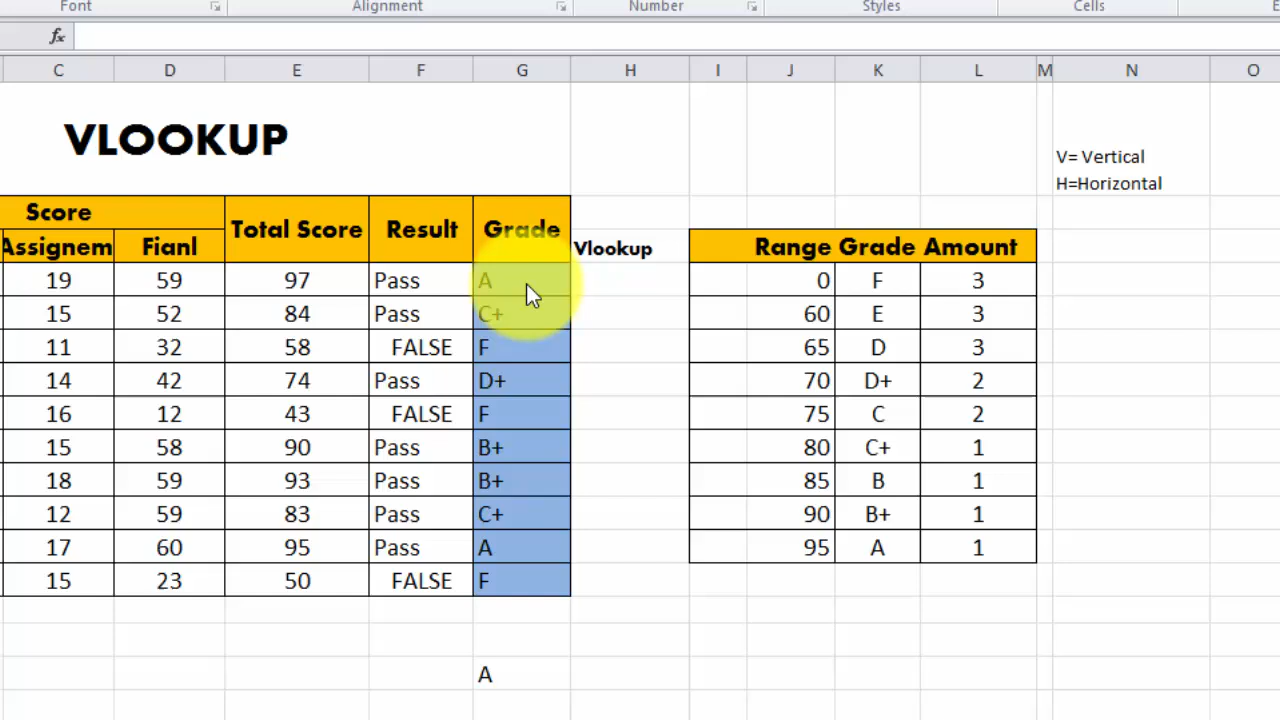 Font Alignment Number Styles Cells E
fx
C D E F G H I J K L M N O
VLOOKUP
V= Vertical
H=Horizontal
Score Total Score Result Grade
Assignem Fianl Vlookup Range Grade Amount
19 59 97 Pass A 0 F 3
15 52 84 Pass C+ 60 E 3
11 32 58 FALSE F 65 D 3
14 42 74 Pass D+ 70 D+ 2
16 12 43 FALSE F 75 C 2
15 58 90 Pass B+ 80 C+ 1
18 59 93 Pass B+ 85 B 1
12 59 83 Pass C+ 90 B+ 1
17 60 95 Pass A 95 A 1
15 23 50 FALSE F
A